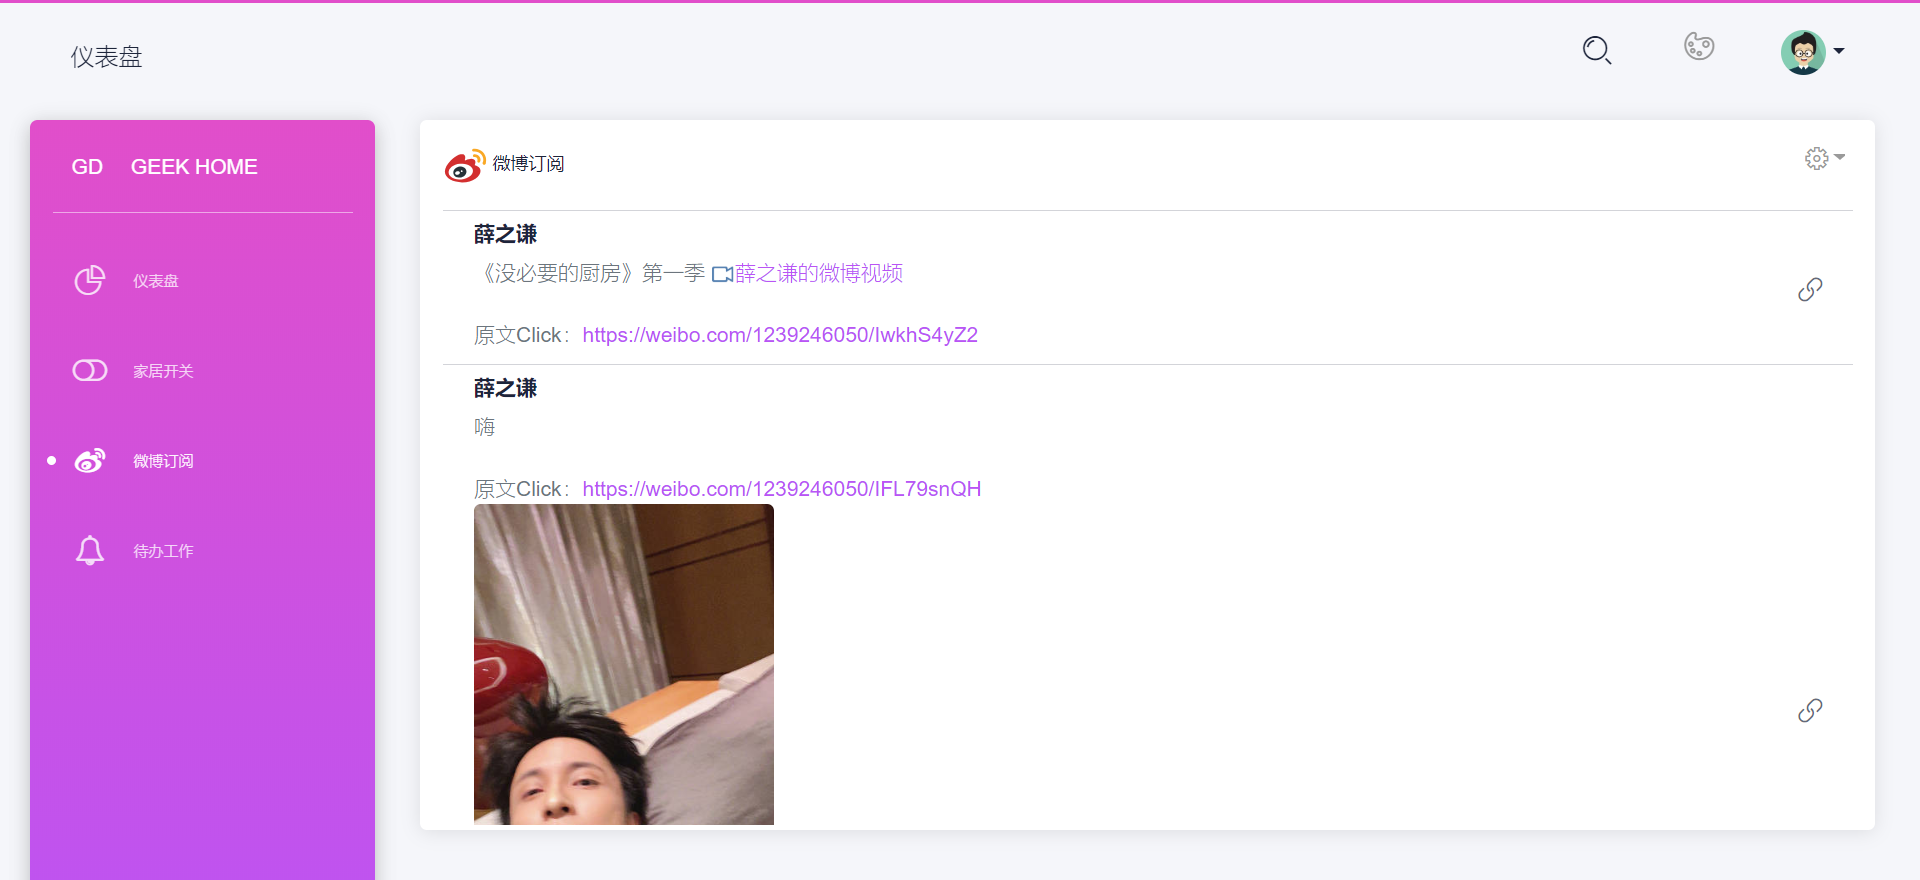 仪表盘
GD GEEK HOME
仪表盘
家居开关
微博订阅
待办工作
微博订阅
薛之谦
《没必要的厨房》第一季 薛之谦的微博视频
原文Click：https://weibo.com/1239246050/IwkhS4yZ2
薛之谦
嗨
原文Click：https://weibo.com/1239246050/IFL79snQH